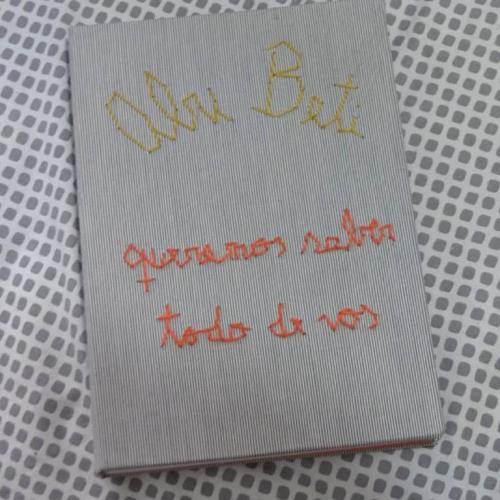 Abu Beti
queremos saber
todo de vos